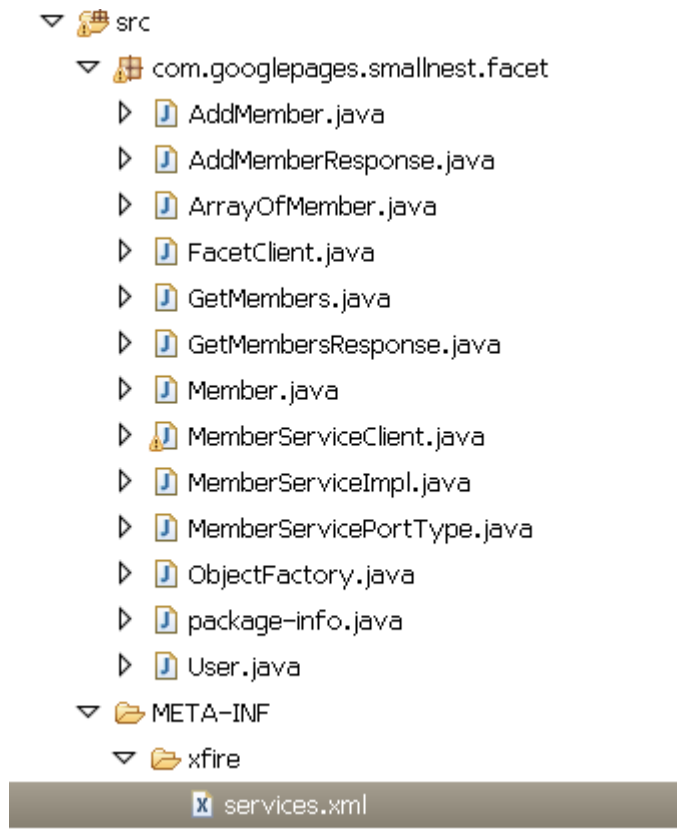 src
com.googlepages.smallnest.facet
AddMember.java
AddMemberResponse.java
ArrayOfMember.java
FacetClient.java
GetMembers.java
GetMembersResponse.java
Member.java
MemberServiceClient.java
MemberServiceImpl.java
MemberServicePortType.java
ObjectFactory.java
package-info.java
User.java
META-INF
xfire
services.xml